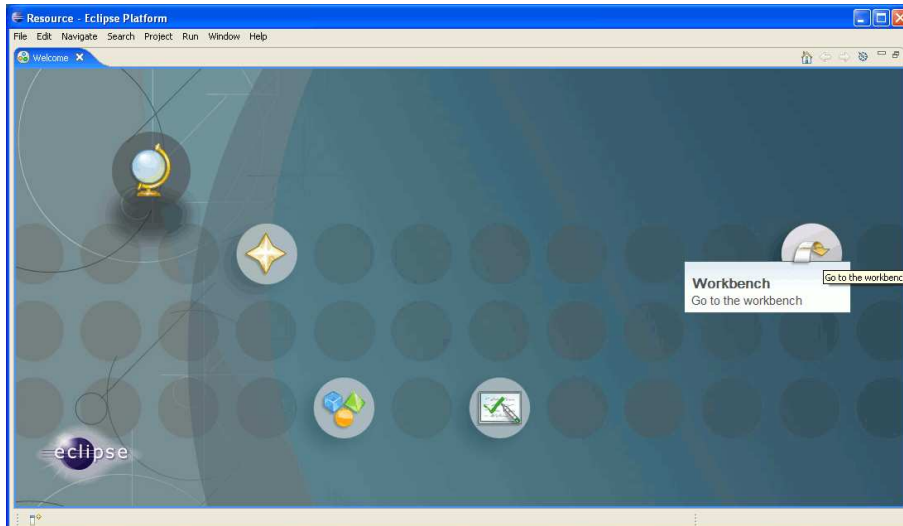 Resource - Eclipse Platform
File Edit Navigate Search Project Run Window Help
Welcome
Workbench
Go to the workbench
Go to the workbenc
eclipse